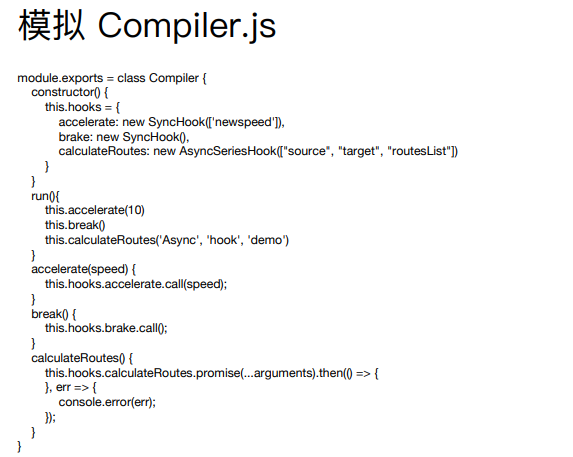 模拟 Compiler.js
module.exports = class Compiler {
    constructor() {
        this.hooks = {
            accelerate: new SyncHook(['newspeed']),
            brake: new SyncHook(),
            calculateRoutes: new AsyncSeriesHook(["source", "target", "routesList"])
        }
    }
    run(){
        this.accelerate(10)
        this.break()
        this.calculateRoutes('Async', 'hook', 'demo')
    }
    accelerate(speed) {
        this.hooks.accelerate.call(speed);
    }
    break() {
        this.hooks.brake.call();
    }
    calculateRoutes() {
        this.hooks.calculateRoutes.promise(...arguments).then(() => {
        }, err => {
            console.error(err);
        });
    }
}